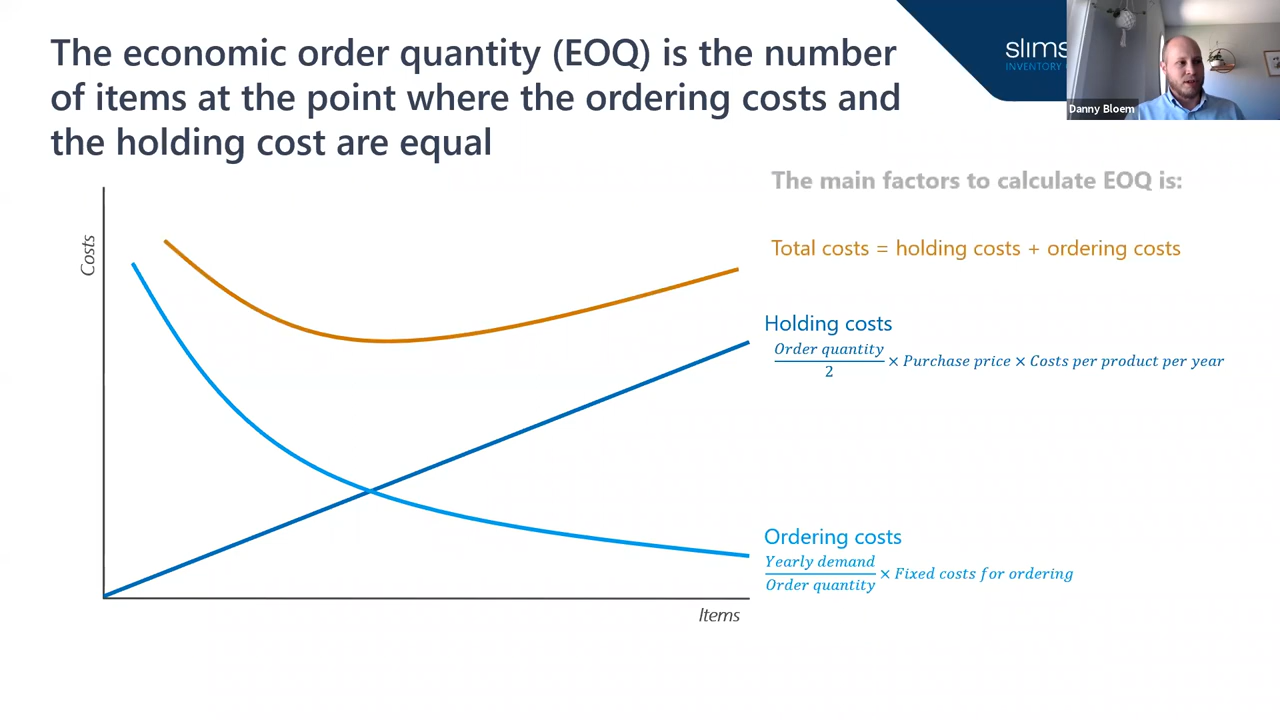 The economic order quantity (EOQ) is the number
of items at the point where the ordering costs and
the holding cost are equal
slims
INVENTORY
Danny Bloem
The main factors to calculate EOQ is:
Costs
Total costs = holding costs + ordering costs
Holding costs
Order quantity
2
× Purchase price × Costs per product per year
Ordering costs
Yearly demand
Order quantity
× Fixed costs for ordering
Items